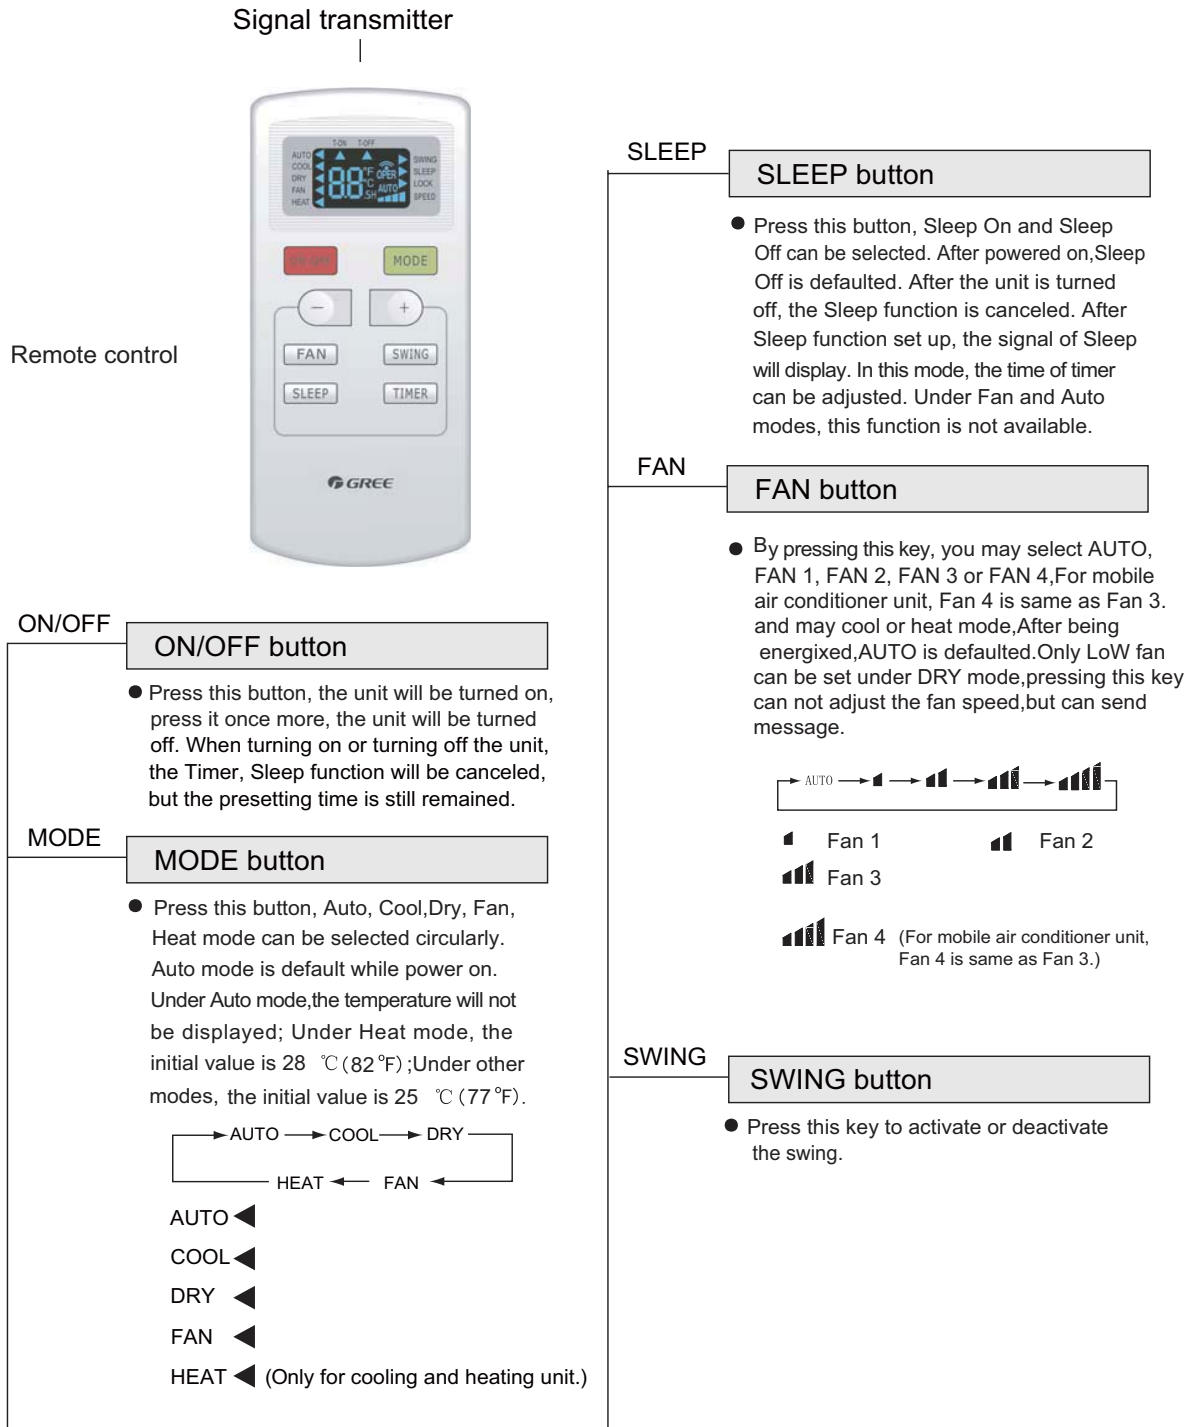 Signal transmitter
T-ON T-OFF
AUTO
COOL
DRY
FAN
HEAT
88
°F
°C
.5H
OPER
AUTO
SWING
SLEEP
LOCK
SPEED
ON/OFF
MODE
−
+
FAN
SWING
SLEEP
TIMER
GREE
Remote control
ON/OFF
ON/OFF button
● Press this button, the unit will be turned on,
press it once more, the unit will be turned
off. When turning on or turning off the unit,
the Timer, Sleep function will be canceled,
but the presetting time is still remained.
MODE
MODE button
● Press this button, Auto, Cool,Dry, Fan,
Heat mode can be selected circularly.
Auto mode is default while power on.
Under Auto mode,the temperature will not
be displayed; Under Heat mode, the
initial value is 28 ℃(82°F);Under other
modes, the initial value is 25 ℃(77°F).
AUTO COOL DRY
HEAT FAN
AUTO
COOL
DRY
FAN
HEAT (Only for cooling and heating unit.)
SLEEP
SLEEP button
● Press this button, Sleep On and Sleep
Off can be selected. After powered on,Sleep
Off is defaulted. After the unit is turned
off, the Sleep function is canceled. After
Sleep function set up, the signal of Sleep
will display. In this mode, the time of timer
can be adjusted. Under Fan and Auto
modes, this function is not available.
FAN
FAN button
● By pressing this key, you may select AUTO,
FAN 1, FAN 2, FAN 3 or FAN 4,For mobile
air conditioner unit, Fan 4 is same as Fan 3.
and may cool or heat mode,After being
energixed,AUTO is defaulted.Only LoW fan
can be set under DRY mode,pressing this key
can not adjust the fan speed,but can send
message.
AUTO
Fan 1 Fan 2
Fan 3
Fan 4 (For mobile air conditioner unit,
Fan 4 is same as Fan 3.)
SWING
SWING button
● Press this key to activate or deactivate
the swing.